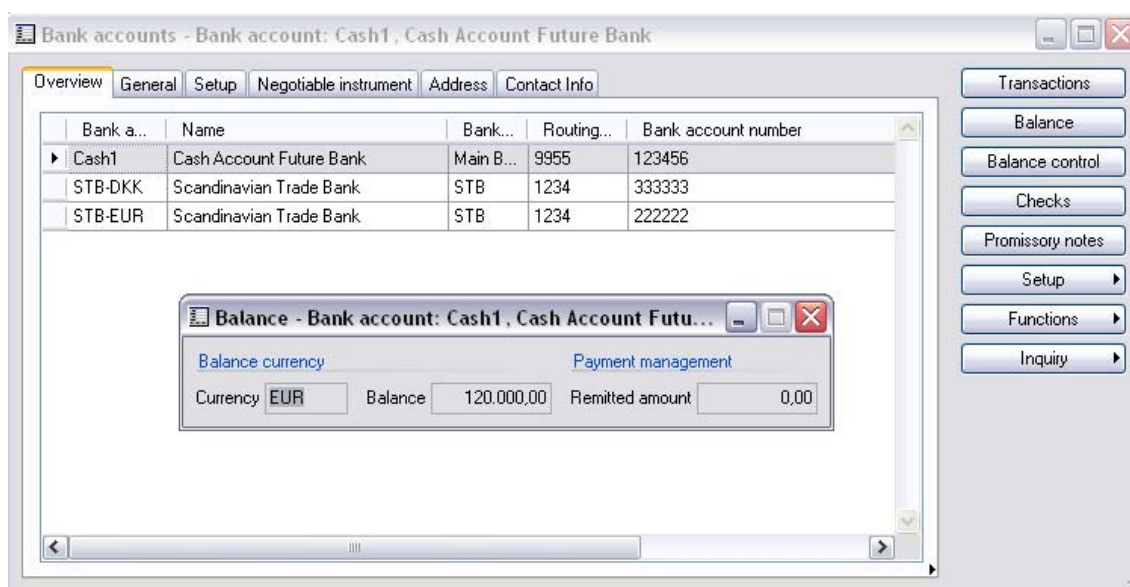 Bank accounts - Bank account: Cash1, Cash Account Future Bank
Overview General Setup Negotiable instrument Address Contact Info
Bank a... Name Bank... Routing... Bank account number
Cash1 Cash Account Future Bank Main B... 9955 123456
STB-DKK Scandinavian Trade Bank STB 1234 333333
STB-EUR Scandinavian Trade Bank STB 1234 222222
Balance - Bank account: Cash1, Cash Account Futu...
Balance currency Payment management
Currency EUR Balance 120.000,00 Remitted amount 0,00
Transactions
Balance
Balance control
Checks
Promissory notes
Setup
Functions
Inquiry